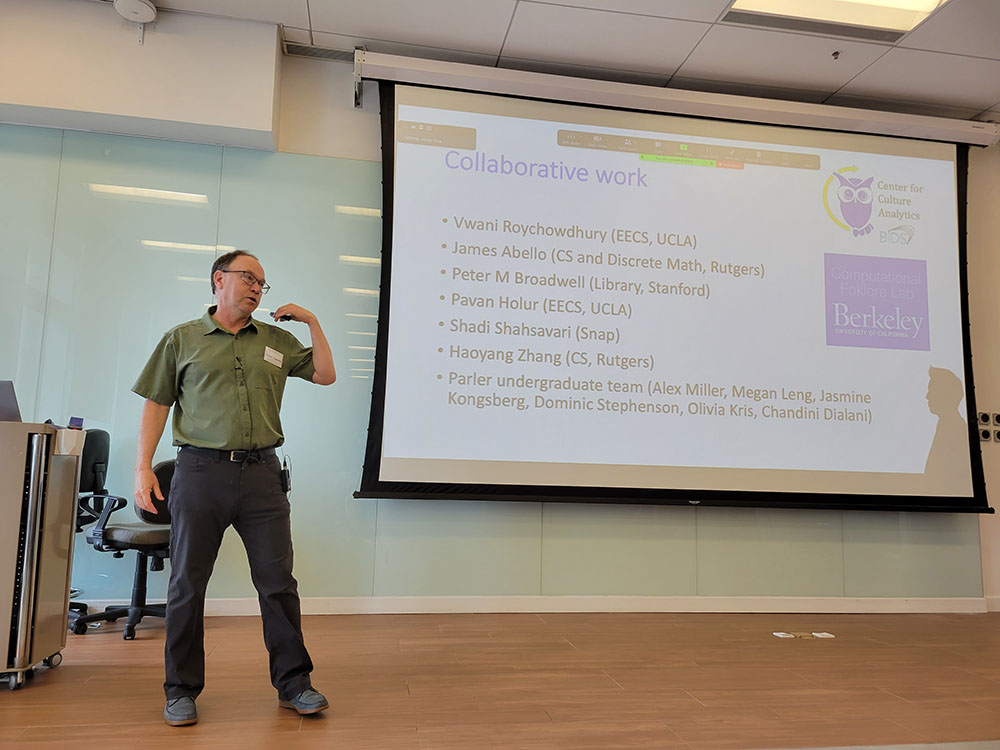 Collaborative work
Center for
Culture
Analytics
BIDS
• Vwani Roychowdhury (EECS, UCLA)
• James Abello (CS and Discrete Math, Rutgers)
• Peter M Broadwell (Library, Stanford)
• Pavan Holur (EECS, UCLA)
• Shadi Shahsavari (Snap)
• Haoyang Zhang (CS, Rutgers)
• Parler undergraduate team (Alex Miller, Megan Leng, Jasmine
Kongsberg, Dominic Stephenson, Olivia Kris, Chandini Dialani)
Computational
Foklore Lab
Berkeley
UNIVERSITY OF CALIFORNIA